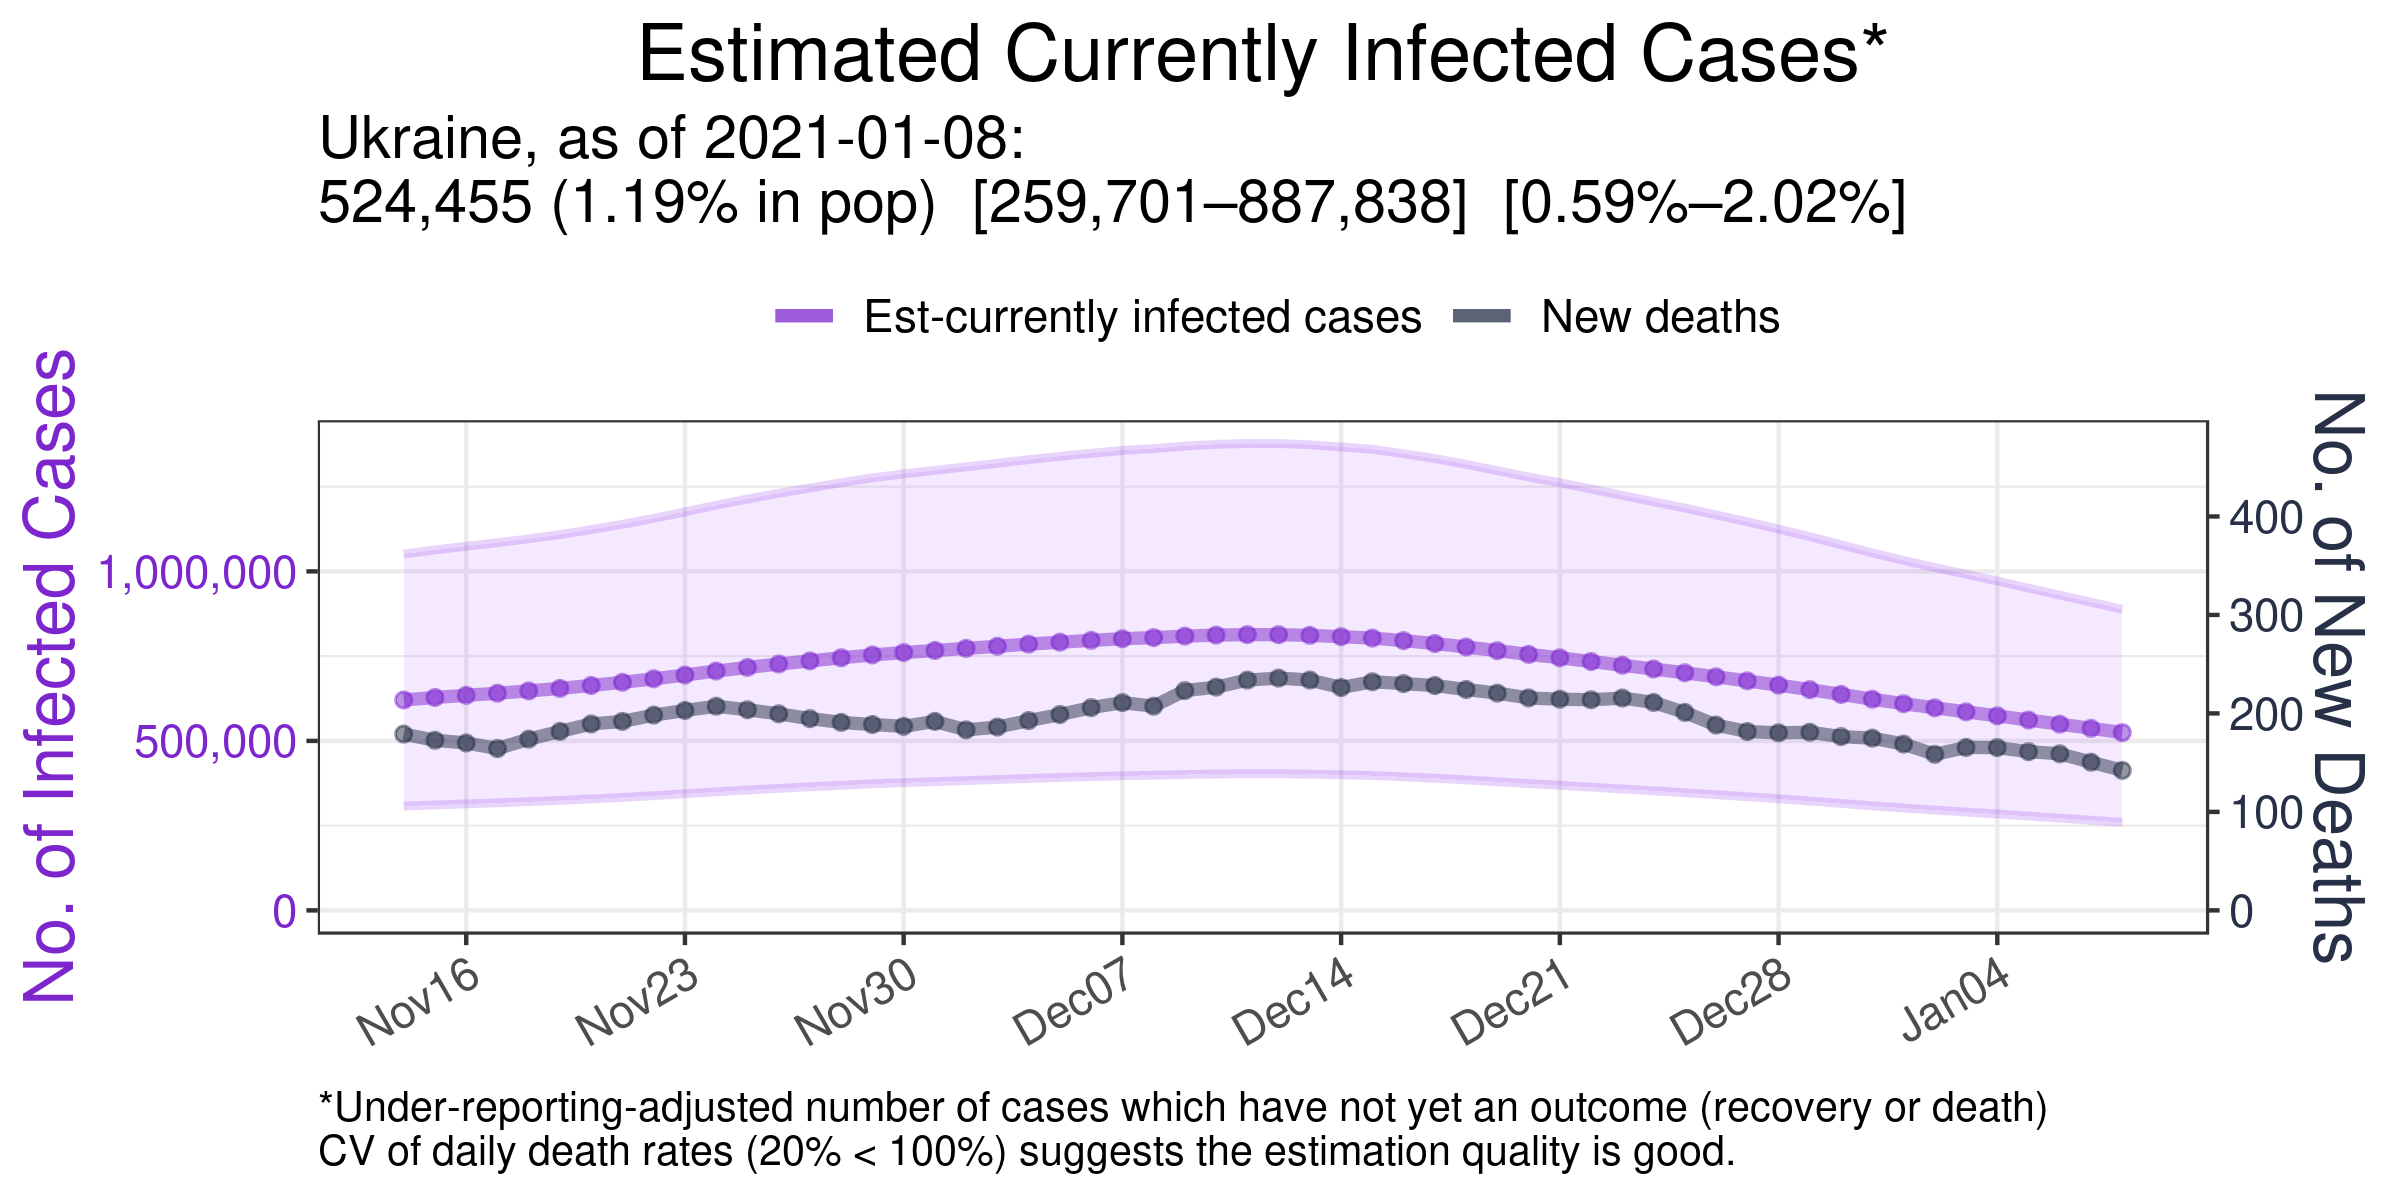 Estimated Currently Infected Cases*
Ukraine, as of 2021-01-08:
524,455 (1.19% in pop)  [259,701–887,838]  [0.59%–2.02%]
Est-currently infected cases
New deaths
No. of Infected Cases
1,000,000
500,000
0
No. of New Deaths
400
300
200
100
0
Nov16
Nov23
Nov30
Dec07
Dec14
Dec21
Dec28
Jan04
*Under-reporting-adjusted number of cases which have not yet an outcome (recovery or death)
CV of daily death rates (20% < 100%) suggests the estimation quality is good.